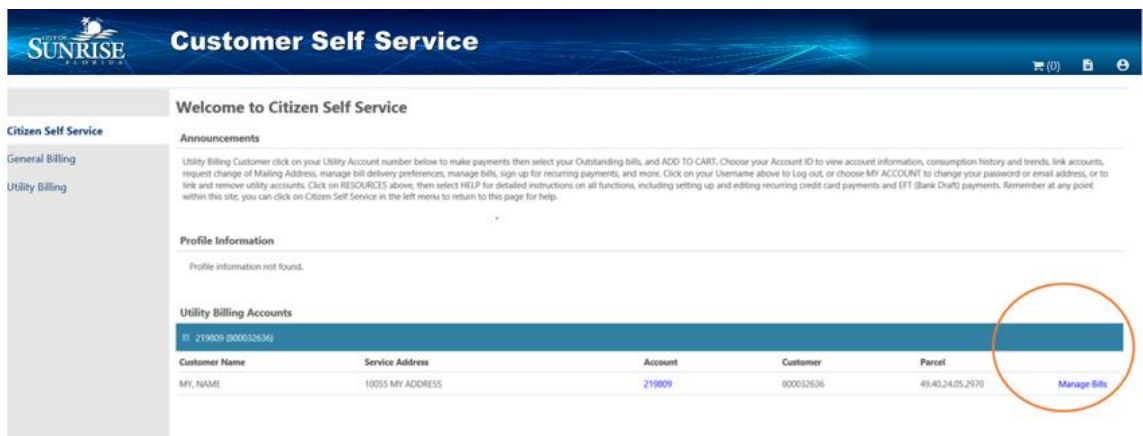 CITY OF
SUNRISE
FLORIDA
Customer Self Service
(0)
Welcome to Citizen Self Service
Citizen Self Service
General Billing
Utility Billing
Announcements
Utility Billing Customer click on your Utility Account number below to make payments then select your Outstanding bills, and ADD TO CART. Choose your Account ID to view account information, consumption history and trends, link accounts,
request change of Mailing Address, manage bill delivery preferences, manage bills, sign up for recurring payments, and more. Click on your Username above to Log out, or choose MY ACCOUNT to change your password or email address, or to
link and remove utility accounts. Click on RESOURCES above, then select HELP for detailed instructions on all functions, including setting up and editing recurring credit card payments and EFT (Bank Draft) payments. Remember at any point
within this site, you can click on Citizen Self Service in the left menu to return to this page for help.
Profile Information
Profile information not found.
Utility Billing Accounts
219809 (800032636)
Customer Name Service Address Account Customer Parcel
MY, NAME 10055 MY ADDRESS 219809 800032636 49.40.24.05.2970 Manage Bills